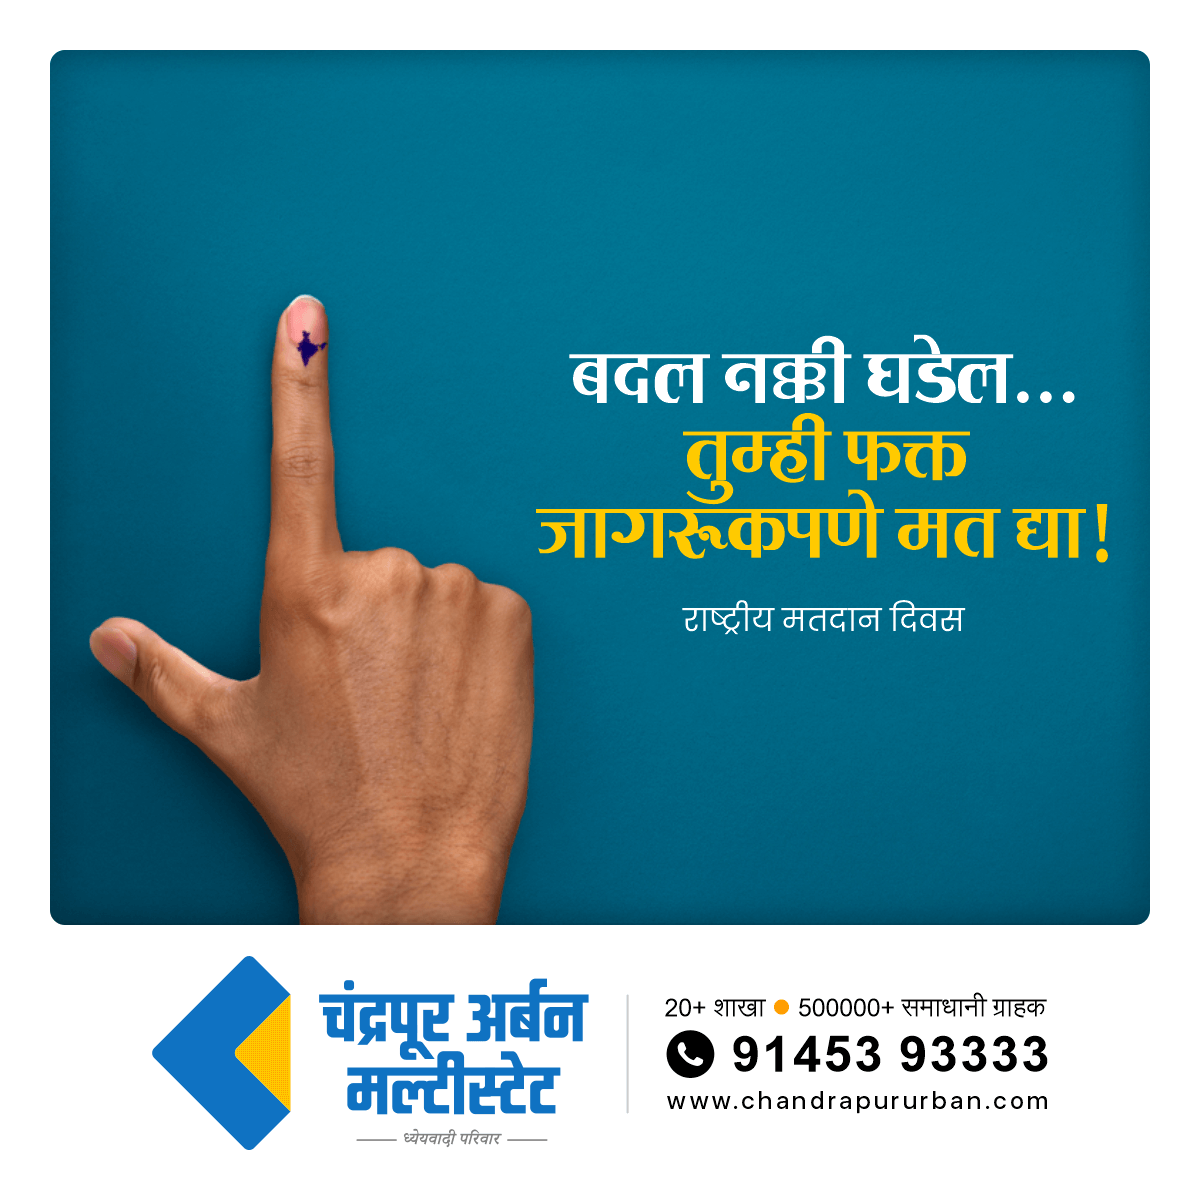 बदल नक्की घडेल...
तुम्ही फक्त
जागरूकपणे मत द्या!
राष्ट्रीय मतदान दिवस
चंद्रपूर अर्बन
मल्टीस्टेट
ध्येयवादी परिवार
20+ शाखा ● 500000+ समाधानी ग्राहक
91453 93333
www.chandrapururban.com